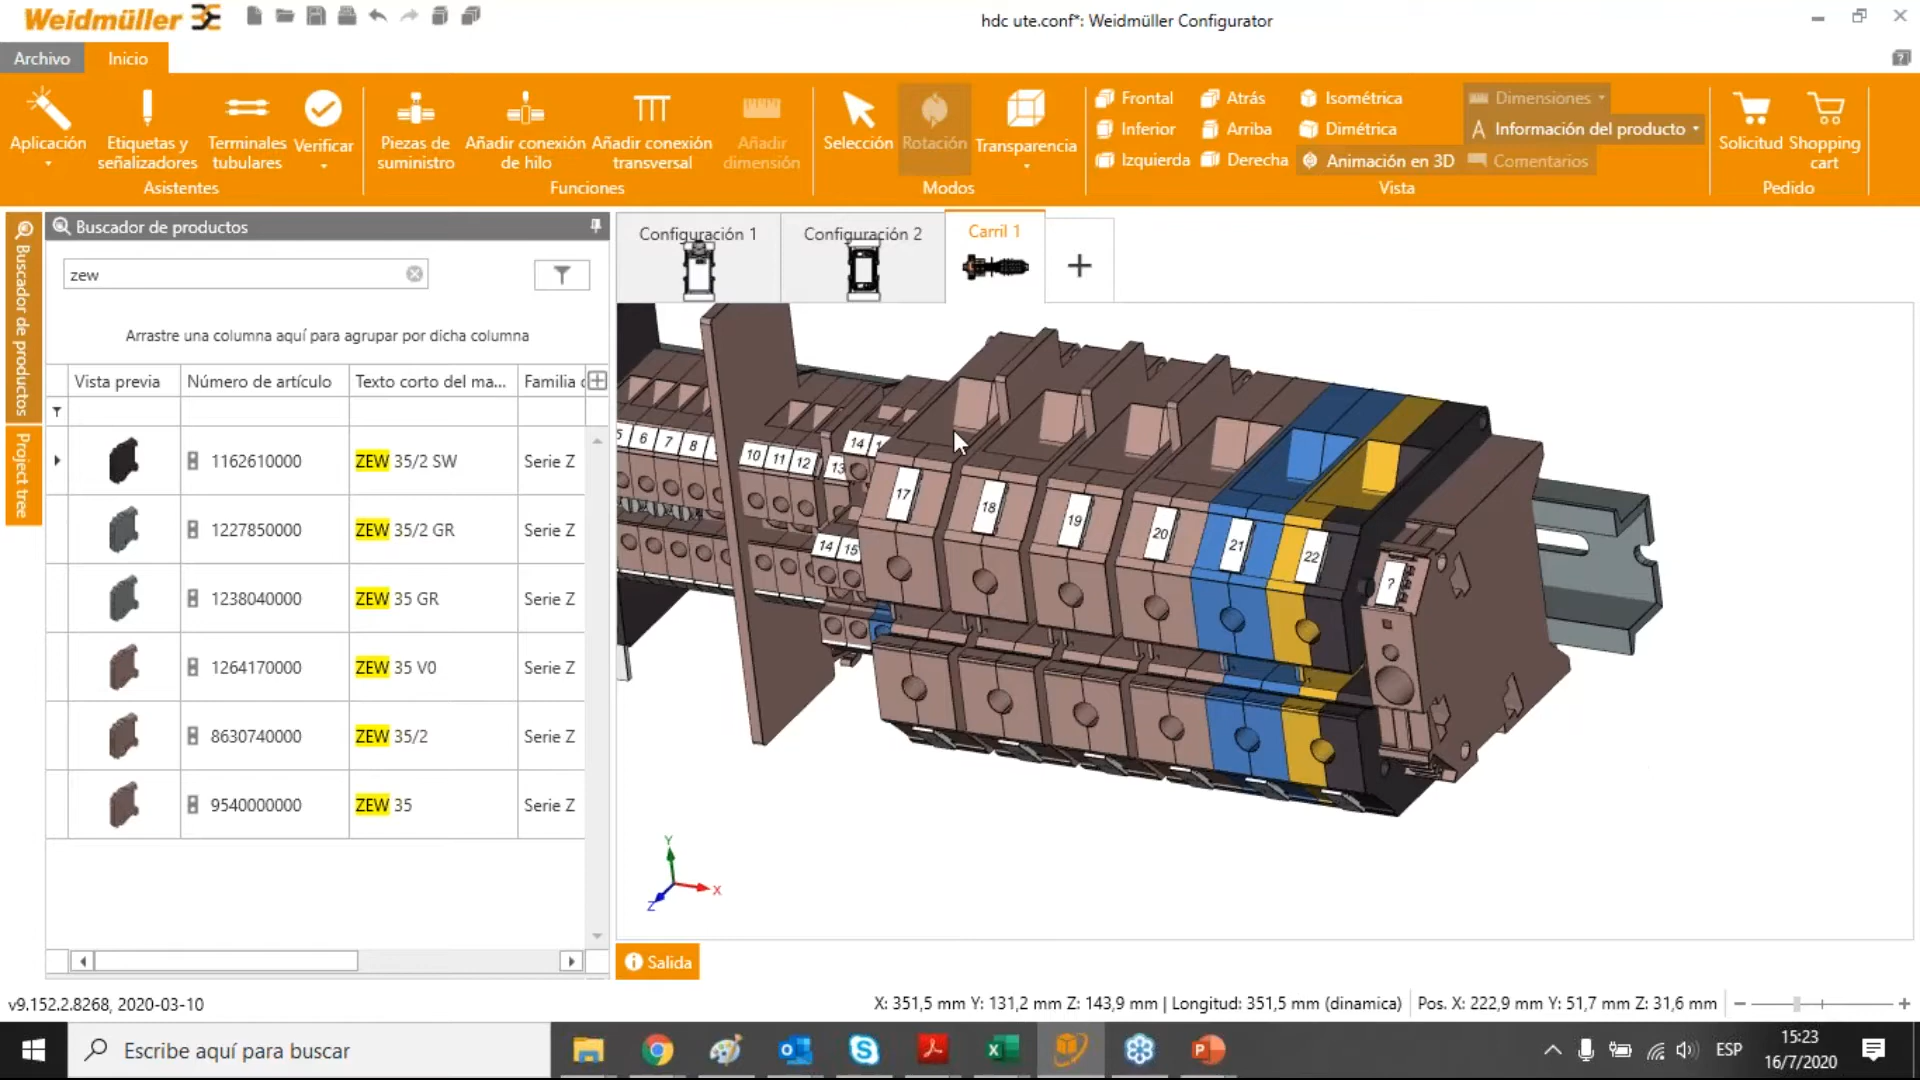 Weidmüller
hdc ute.conf*: Weidmüller Configurator
Archivo
Inicio
Aplicación
Etiquetas y señalizadores
Terminales tubulares
Verificar
Asistentes
Piezas de suministro
Añadir conexión de hilo
Añadir conexión transversal
Añadir dimensión
Funciones
Selección
Rotación
Transparencia
Modos
Frontal
Atrás
Isométrica
Inferior
Arriba
Dimétrica
Izquierda
Derecha
Animación en 3D
Dimensiones
Información del producto
Comentarios
Vista
Solicitud
Shopping cart
Pedido
Buscador de productos
Project tree
Buscador de productos
zew
Arrastre una columna aquí para agrupar por dicha columna
Vista previa
Número de artículo
Texto corto del ma...
Familia
1162610000 ZEW 35/2 SW Serie Z
1227850000 ZEW 35/2 GR Serie Z
1238040000 ZEW 35 GR Serie Z
1264170000 ZEW 35 V0 Serie Z
8630740000 ZEW 35/2 Serie Z
9540000000 ZEW 35 Serie Z
Configuración 1
Configuración 2
Carril 1
+
5 6 7 8
10 11 12 13 14
14 15
17 18 19 20 21 22 ?
Y
X
Z
Salida
v9.152.2.8268, 2020-03-10
X: 351,5 mm Y: 131,2 mm Z: 143,9 mm | Longitud: 351,5 mm (dinamica)
Pos. X: 222,9 mm Y: 51,7 mm Z: 31,6 mm
Escribe aquí para buscar
ESP
15:23
16/7/2020